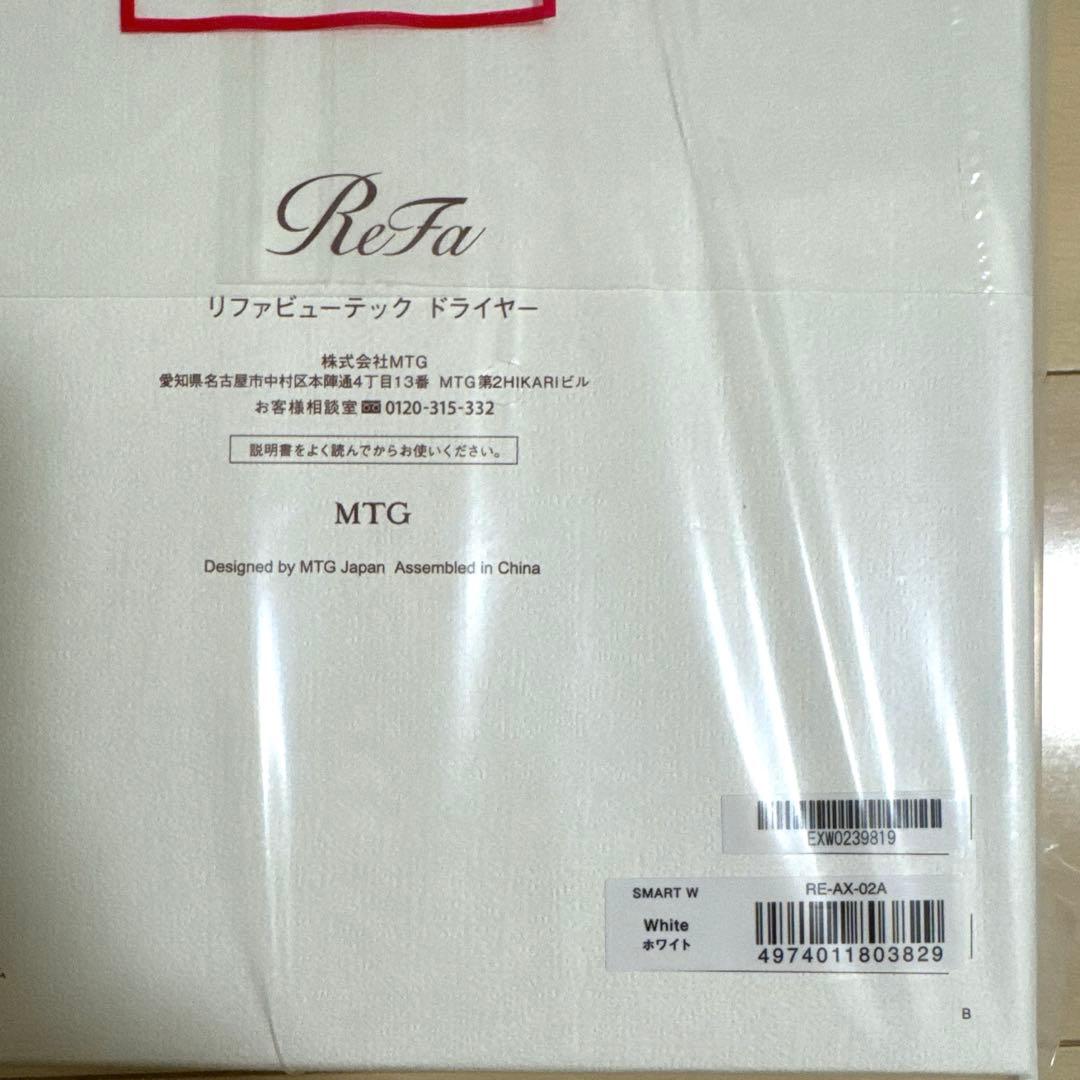 ReFa
リファビューテック ドライヤー
株式会社MTG
愛知県名古屋市中村区本陣通4丁目13番 MTG第2HIKARIビル
お客様相談室 0120-315-332
説明書をよく読んでからお使いください。
MTG
Designed by MTG Japan Assembled in China
EXW0239819
SMART W RE-AX-02A
White
ホワイト
4974011803829
B